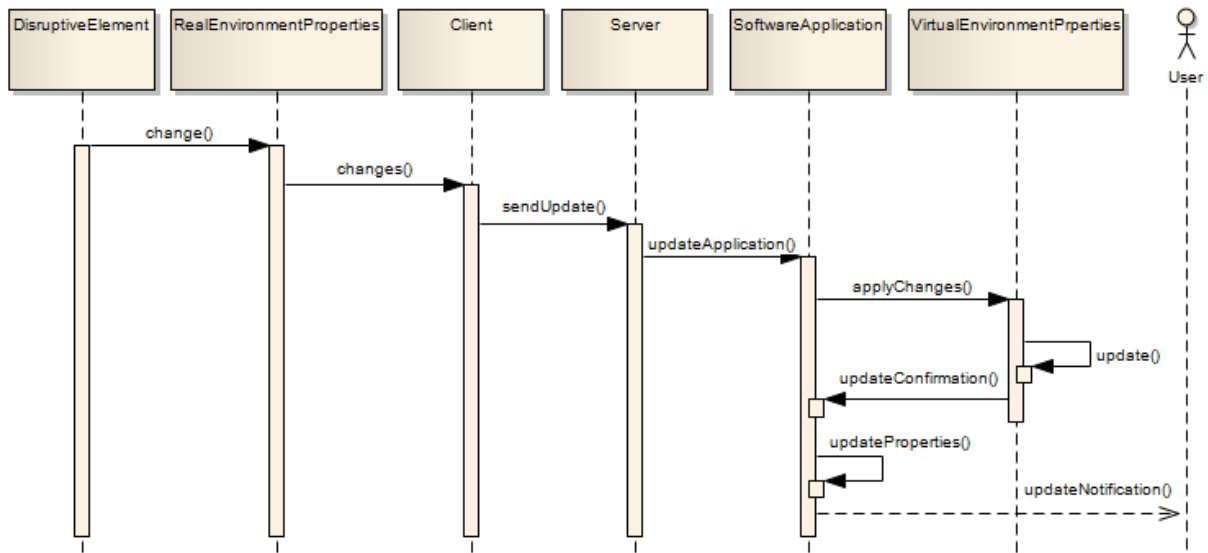 DisruptiveElement
RealEnvironmentProperties
Client
Server
SoftwareApplication
VirtualEnvironmentPrperties
User
change()
changes()
sendUpdate()
updateApplication()
applyChanges()
update()
updateConfirmation()
updateProperties()
updateNotification()